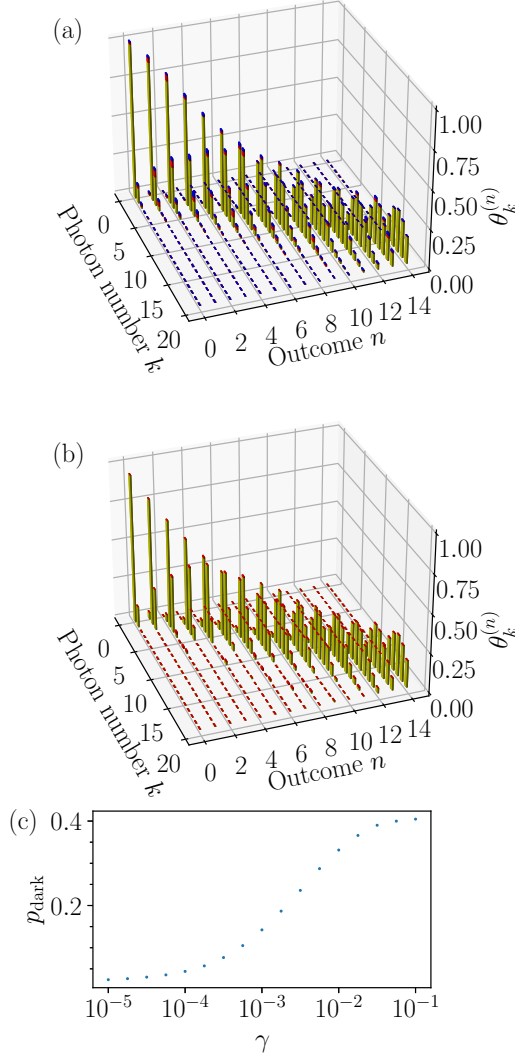 (a)
1.00
0.75
0.50
0.25
0.00
θ_k^{(n)}
0
5
10
15
20
Photon number k
0 2 4 6 8 10 12 14
Outcome n
(b)
1.00
0.75
0.50
0.25
0.00
θ_k^{(n)}
0
5
10
15
20
Photon number k
0 2 4 6 8 10 12 14
Outcome n
(c)
0.4
0.2
p_{dark}
10^{-5} 10^{-4} 10^{-3} 10^{-2} 10^{-1}
γ